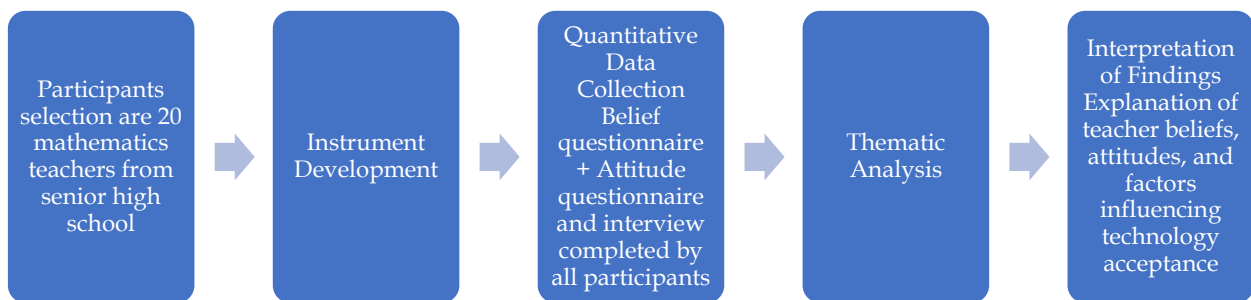 Participants
selection are 20
mathematics
teachers from
senior high
school
Instrument
Development
Quantitative
Data
Collection
Belief
questionnaire
+ Attitude
questionnaire
and interview
completed by
all participants
Thematic
Analysis
Interpretation
of Findings
Explanation of
teacher beliefs,
attitudes, and
factors
influencing
technology
acceptance